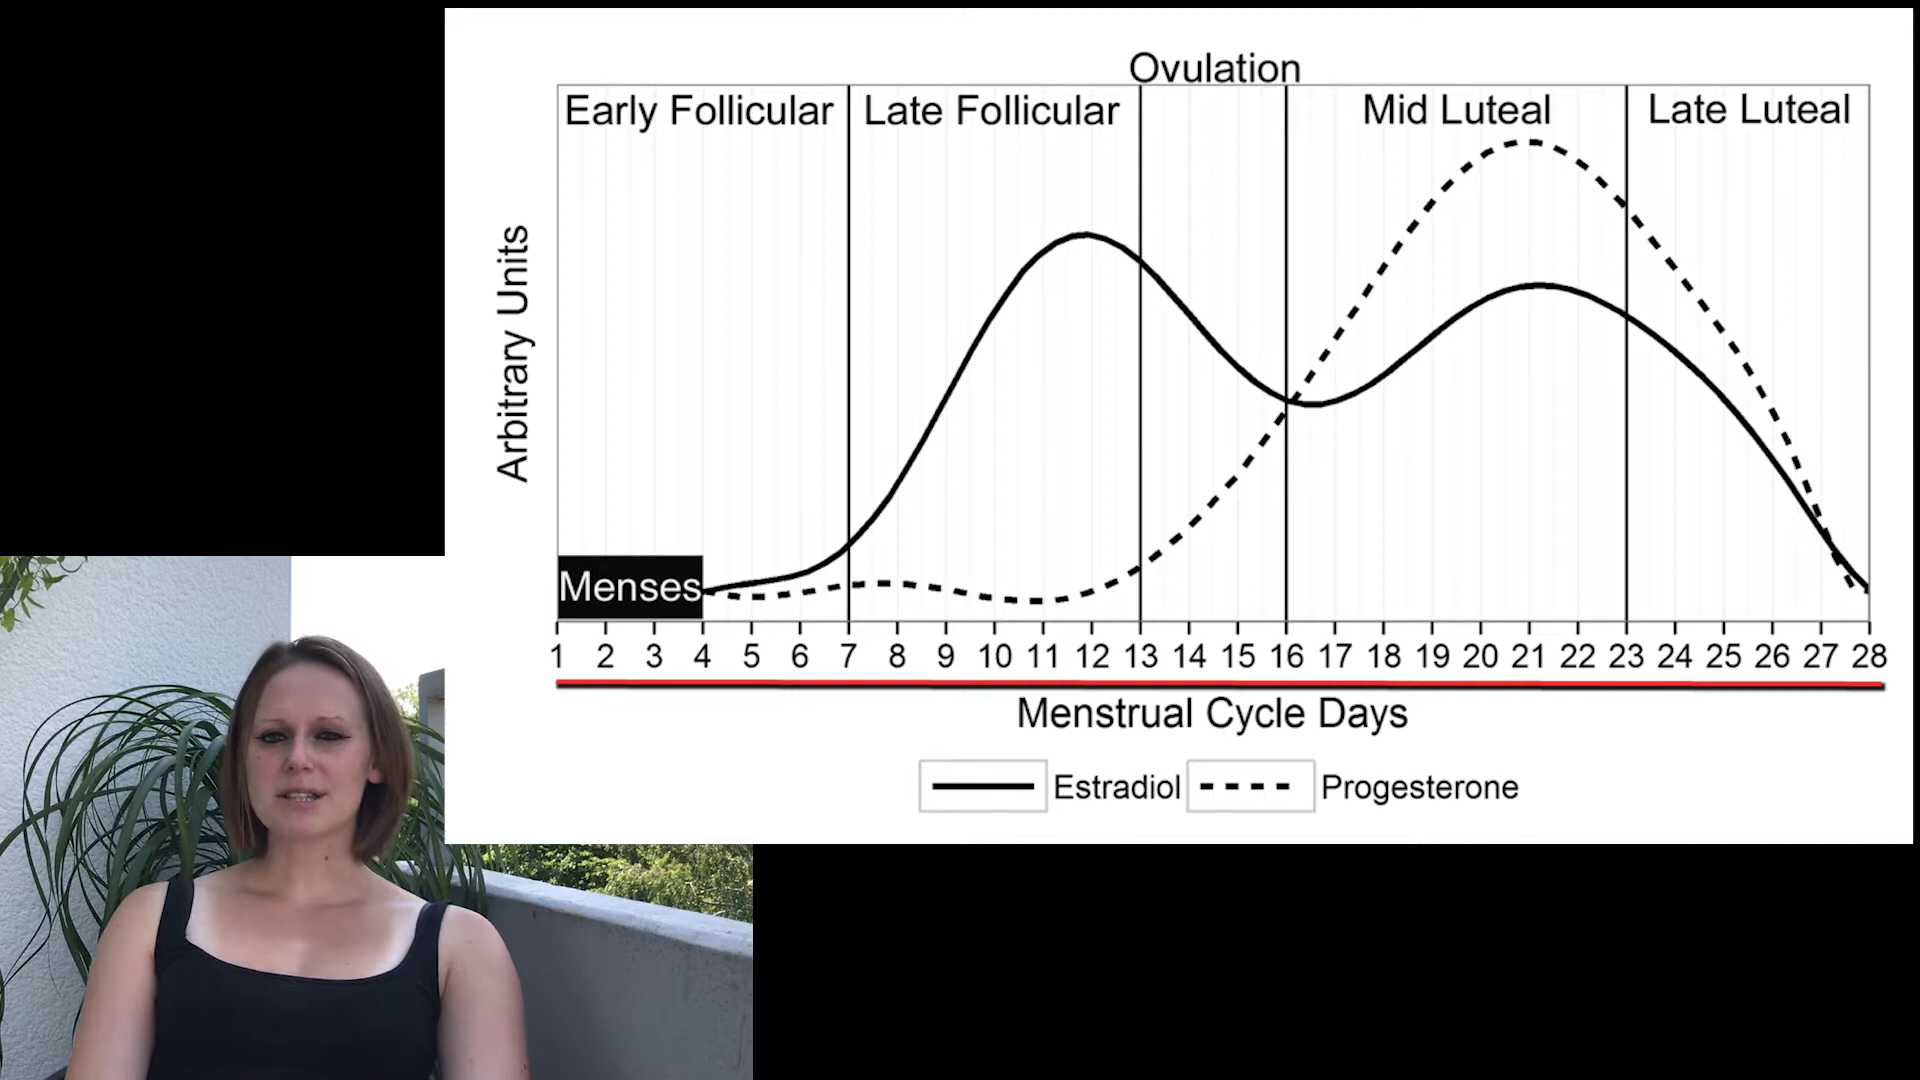 Ovulation
Early Follicular
Late Follicular
Mid Luteal
Late Luteal
Arbitrary Units
Menses
1 2 3 4 5 6 7 8 9 10 11 12 13 14 15 16 17 18 19 20 21 22 23 24 25 26 27 28
Menstrual Cycle Days
Estradiol
Progesterone